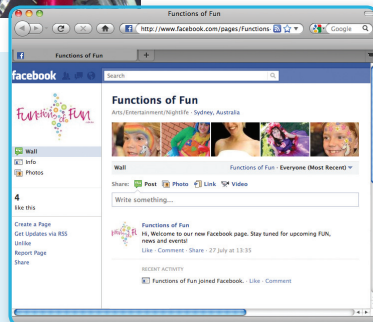 Functions of Fun
http://www.facebook.com/pages/Functions-
Google
Functions of Fun
facebook
Search
Functions of Fun
Functions of Fun
Arts/Entertainment/Nightlife · Sydney, Australia
Wall
Info
Photos
4
like this
Create a Page
Get Updates via RSS
Unlike
Report Page
Share
Wall
Functions of Fun · Everyone (Most Recent)
Share: Post Photo Link Video
Write something...
Functions of Fun
Hi, Welcome to our new Facebook page. Stay tuned for upcoming FUN,
news and events!
Like · Comment · Share · 27 July at 13:35
RECENT ACTIVITY
Functions of Fun joined Facebook. · Like · Comment